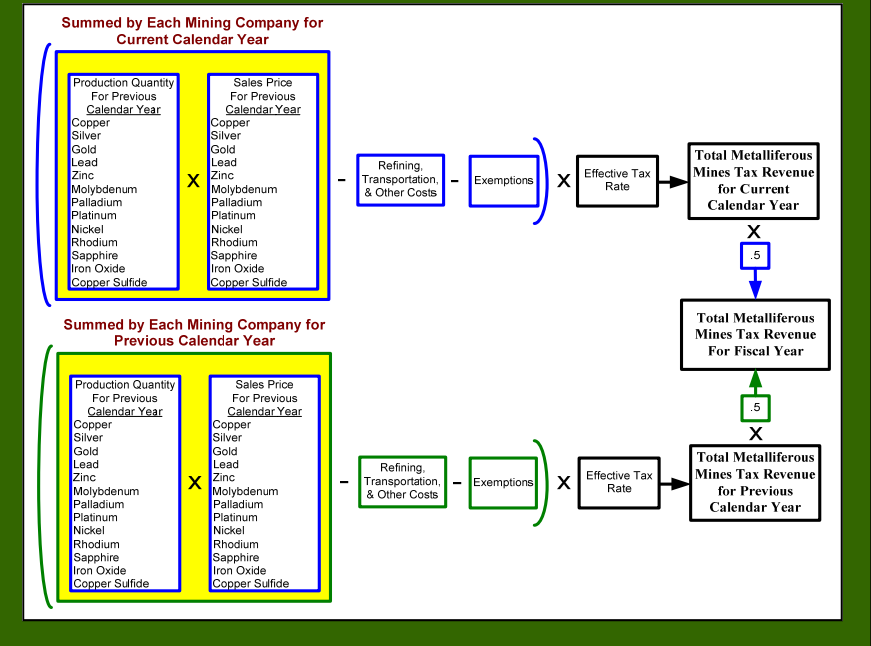 Summed by Each Mining Company for
Current Calendar Year
Production Quantity
For Previous
Calendar Year
Copper
Silver
Gold
Lead
Zinc
Molybdenum
Palladium
Platinum
Nickel
Rhodium
Sapphire
Iron Oxide
Copper Sulfide
X
Sales Price
For Previous
Calendar Year
Copper
Silver
Gold
Lead
Zinc
Molybdenum
Palladium
Platinum
Nickel
Rhodium
Sapphire
Iron Oxide
Copper Sulfide
-
Refining,
Transportation,
& Other Costs
-
Exemptions
X
Effective Tax
Rate
Total Metalliferous
Mines Tax Revenue
for Current
Calendar Year
X
.5
Total Metalliferous
Mines Tax Revenue
For Fiscal Year
Summed by Each Mining Company for
Previous Calendar Year
Production Quantity
For Previous
Calendar Year
Copper
Silver
Gold
Lead
Zinc
Molybdenum
Palladium
Platinum
Nickel
Rhodium
Sapphire
Iron Oxide
Copper Sulfide
X
Sales Price
For Previous
Calendar Year
Copper
Silver
Gold
Lead
Zinc
Molybdenum
Palladium
Platinum
Nickel
Rhodium
Sapphire
Iron Oxide
Copper Sulfide
-
Refining,
Transportation,
& Other Costs
-
Exemptions
X
Effective Tax
Rate
.5
X
Total Metalliferous
Mines Tax Revenue
for Previous
Calendar Year